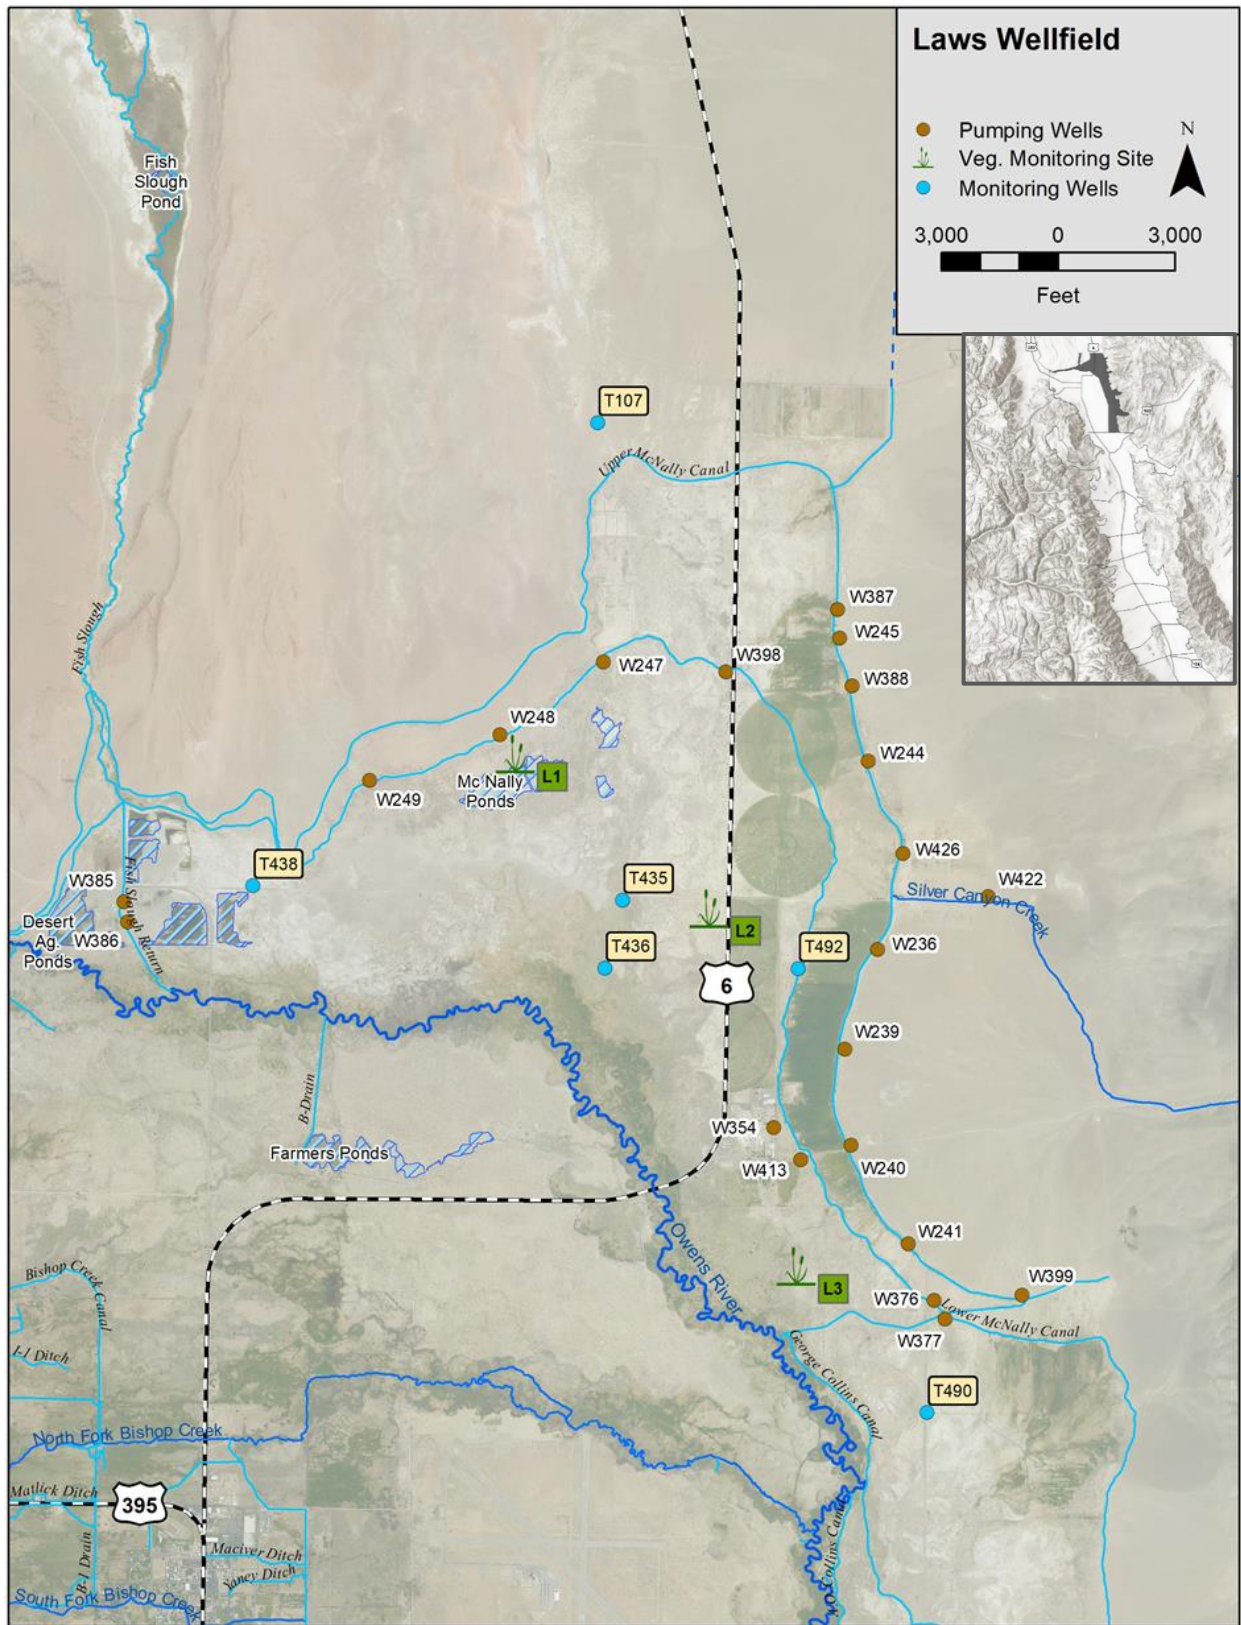 Laws Wellfield
Pumping Wells
Veg. Monitoring Site
Monitoring Wells
N
3,000 0 3,000
Feet
Fish
Slough
Pond
T107
Upper McNally Canal
W387
W245
Fish Slough
W247
W398
W388
W248
W244
L1
Mc Nally
Ponds
W249
W426
T438
T435
W422
W385
Fish Slough Return
Silver Canyon Creek
Desert
Ag.
Ponds
W386
L2
T436
T492
W236
6
W239
B-Drain
W354
Farmers Ponds
W413
W240
W241
Owens River
Bishop Creek Canal
L3
W399
W376
Lower McNally Canal
W377
George Collins Canal
I-I Ditch
T490
North Fork Bishop Creek
Matlick Ditch
395
Collins Canal
B-1 Drain
Maciver Ditch
Yaney Ditch
South Fork Bishop Creek